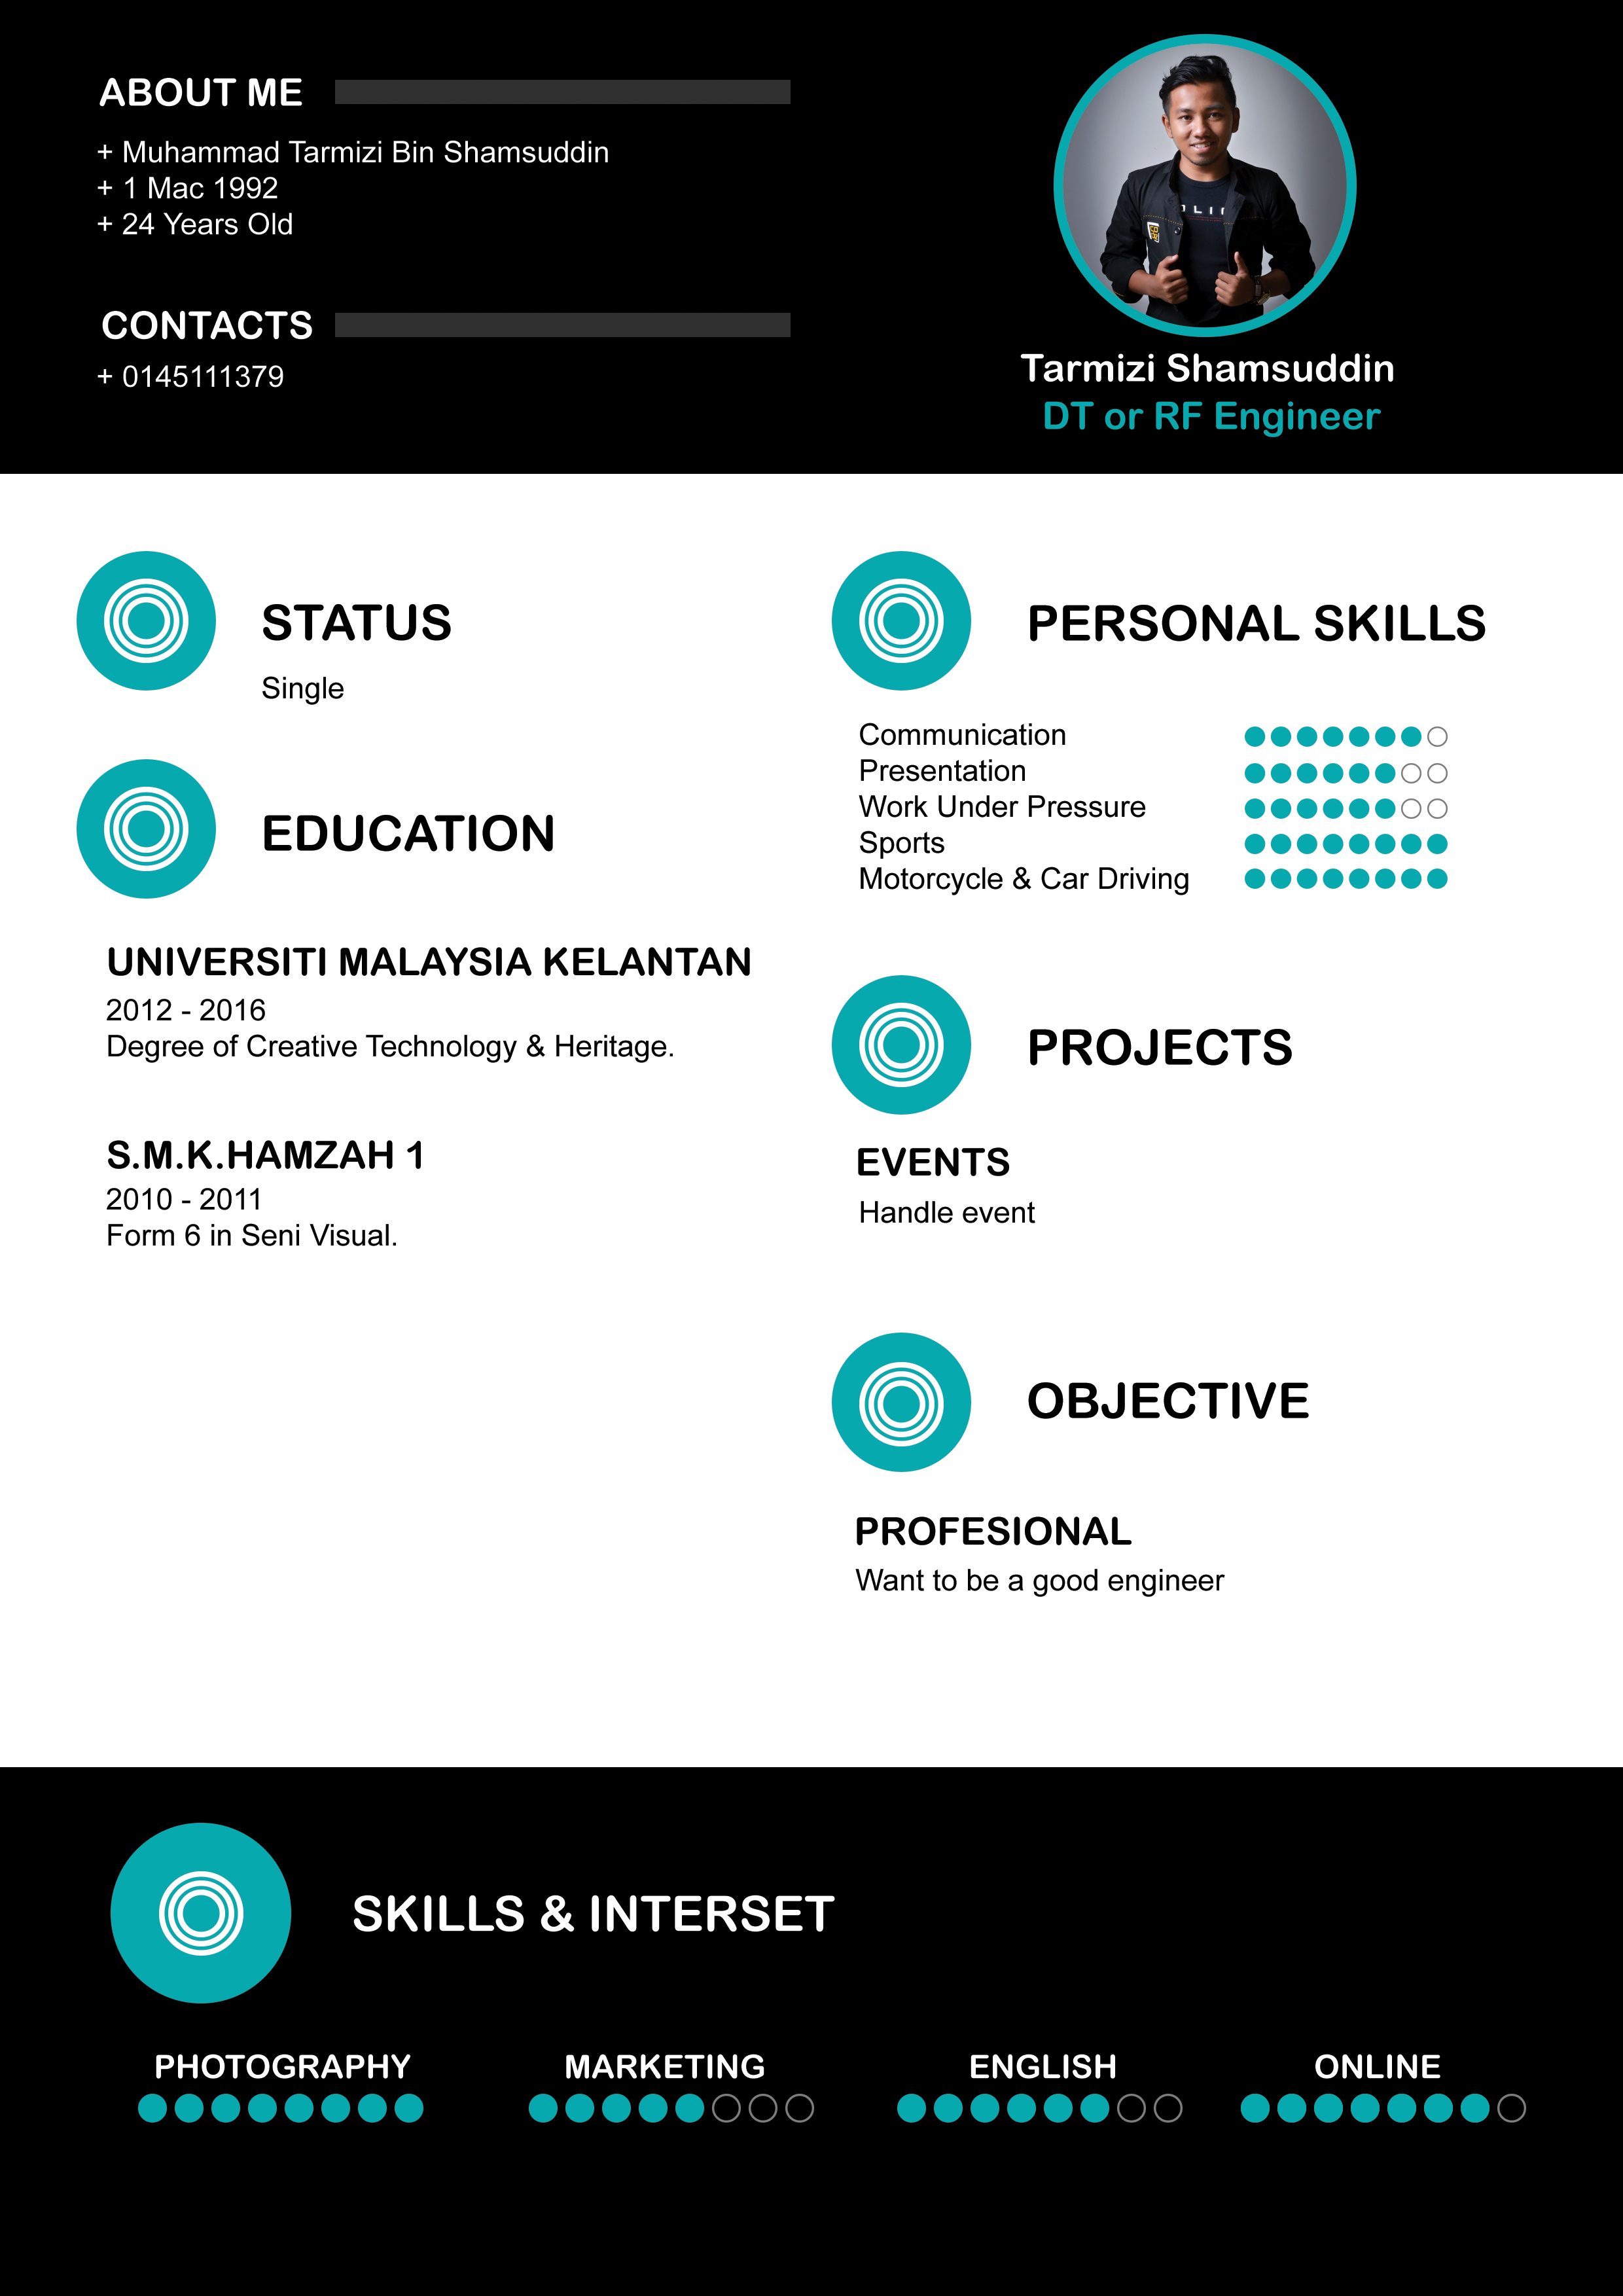 ABOUT ME
+ Muhammad Tarmizi Bin Shamsuddin
+ 1 Mac 1992
+ 24 Years Old
CONTACTS
+ 0145111379
Tarmizi Shamsuddin
DT or RF Engineer
STATUS
Single
EDUCATION
UNIVERSITI MALAYSIA KELANTAN
2012 - 2016
Degree of Creative Technology & Heritage.
S.M.K.HAMZAH 1
2010 - 2011
Form 6 in Seni Visual.
PERSONAL SKILLS
Communication
Presentation
Work Under Pressure
Sports
Motorcycle & Car Driving
PROJECTS
EVENTS
Handle event
OBJECTIVE
PROFESIONAL
Want to be a good engineer
SKILLS & INTERSET
PHOTOGRAPHY
MARKETING
ENGLISH
ONLINE